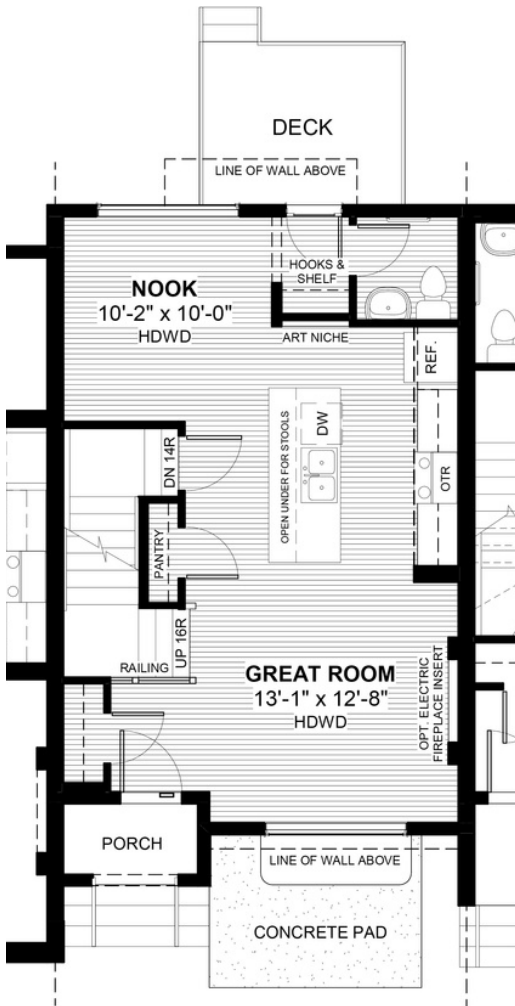 DECK
LINE OF WALL ABOVE
NOOK
10'-2" x 10'-0"
HDWD
HOOKS &
SHELF
ART NICHE
REF.
DW
OPEN UNDER FOR STOOLS
OTR
DN 14R
PANTRY
UP 16R
RAILING
GREAT ROOM
13'-1" x 12'-8"
HDWD
OPT. ELECTRIC
FIREPLACE INSERT
PORCH
LINE OF WALL ABOVE
CONCRETE PAD